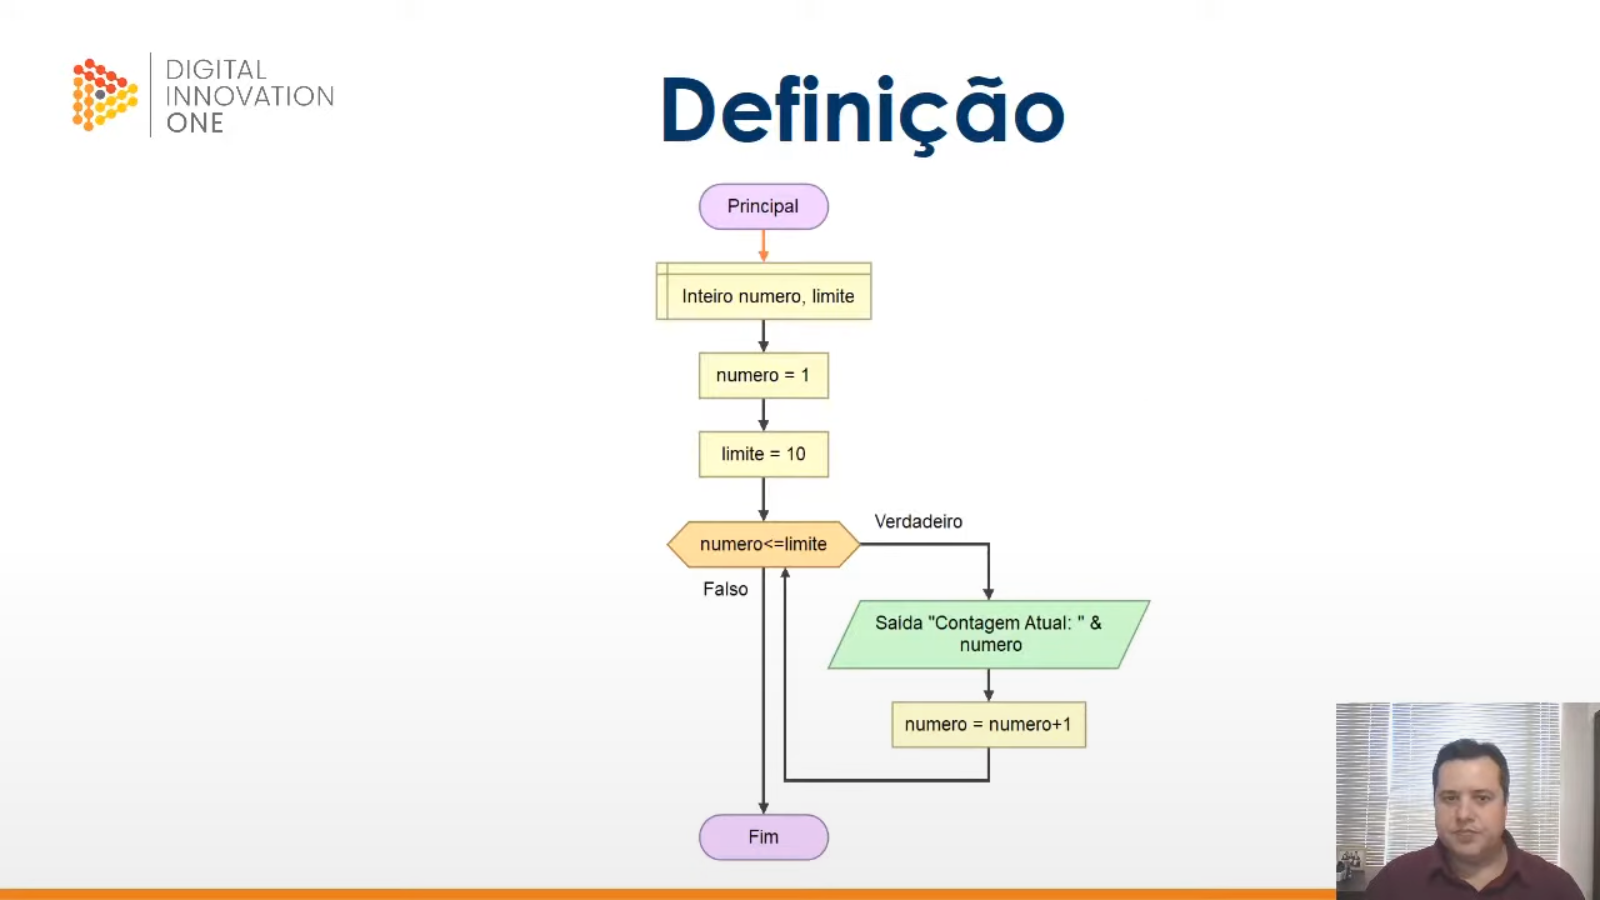 DIGITAL
INNOVATION
ONE
Definição
Principal
Inteiro numero, limite
numero = 1
limite = 10
numero<=limite
Verdadeiro
Falso
Saída "Contagem Atual: " &
numero
numero = numero+1
Fim